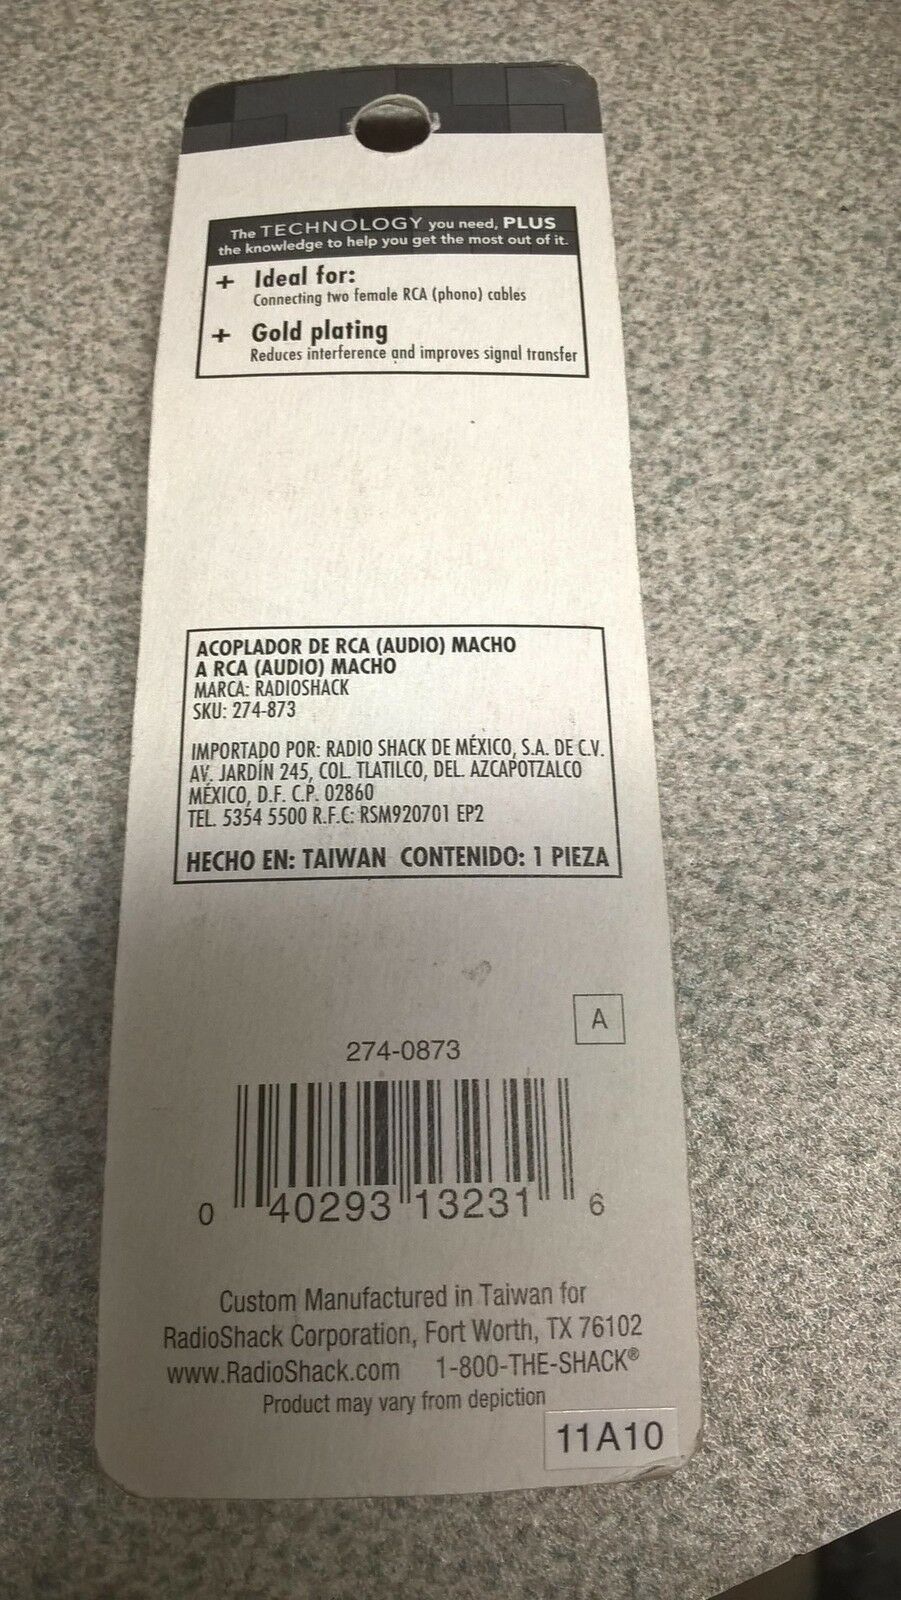 The TECHNOLOGY you need, PLUS
the knowledge to help you get the most out of it.
+ Ideal for:
Connecting two female RCA (phono) cables
+ Gold plating
Reduces interference and improves signal transfer
ACOPLADOR DE RCA (AUDIO) MACHO
A RCA (AUDIO) MACHO
MARCA: RADIOSHACK
SKU: 274-873
IMPORTADO POR: RADIO SHACK DE MÉXICO, S.A. DE C.V.
AV. JARDÍN 245, COL. TLATILCO, DEL. AZCAPOTZALCO
MÉXICO, D.F. C.P. 02860
TEL. 5354 5500 R.F.C: RSM920701 EP2
HECHO EN: TAIWAN CONTENIDO: 1 PIEZA
A
274-0873
0 40293 13231 6
Custom Manufactured in Taiwan for
RadioShack Corporation, Fort Worth, TX 76102
www.RadioShack.com 1-800-THE-SHACK®
Product may vary from depiction
11A10